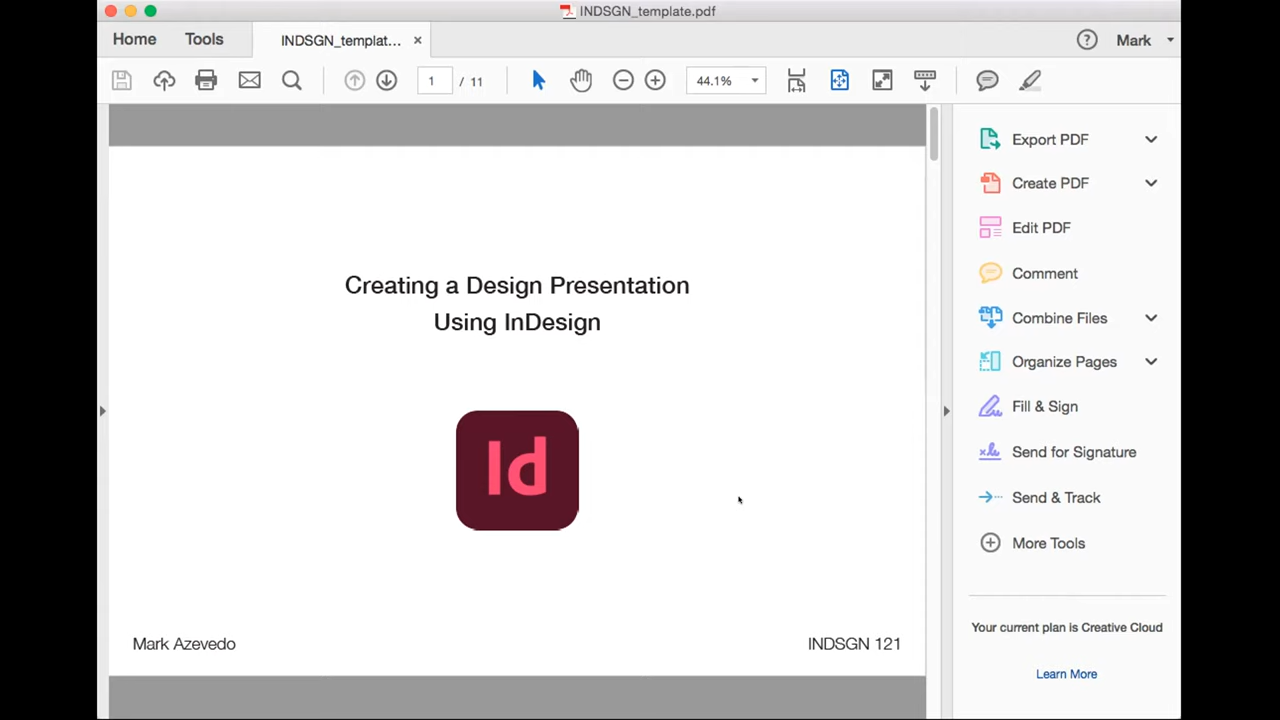 INDSGN_template.pdf
Home Tools INDSGN_templat... × ? Mark
1 / 11 44.1%
Creating a Design Presentation
Using InDesign
Id
Mark Azevedo INDSGN 121
Export PDF
Create PDF
Edit PDF
Comment
Combine Files
Organize Pages
Fill & Sign
Send for Signature
Send & Track
More Tools
Your current plan is Creative Cloud
Learn More